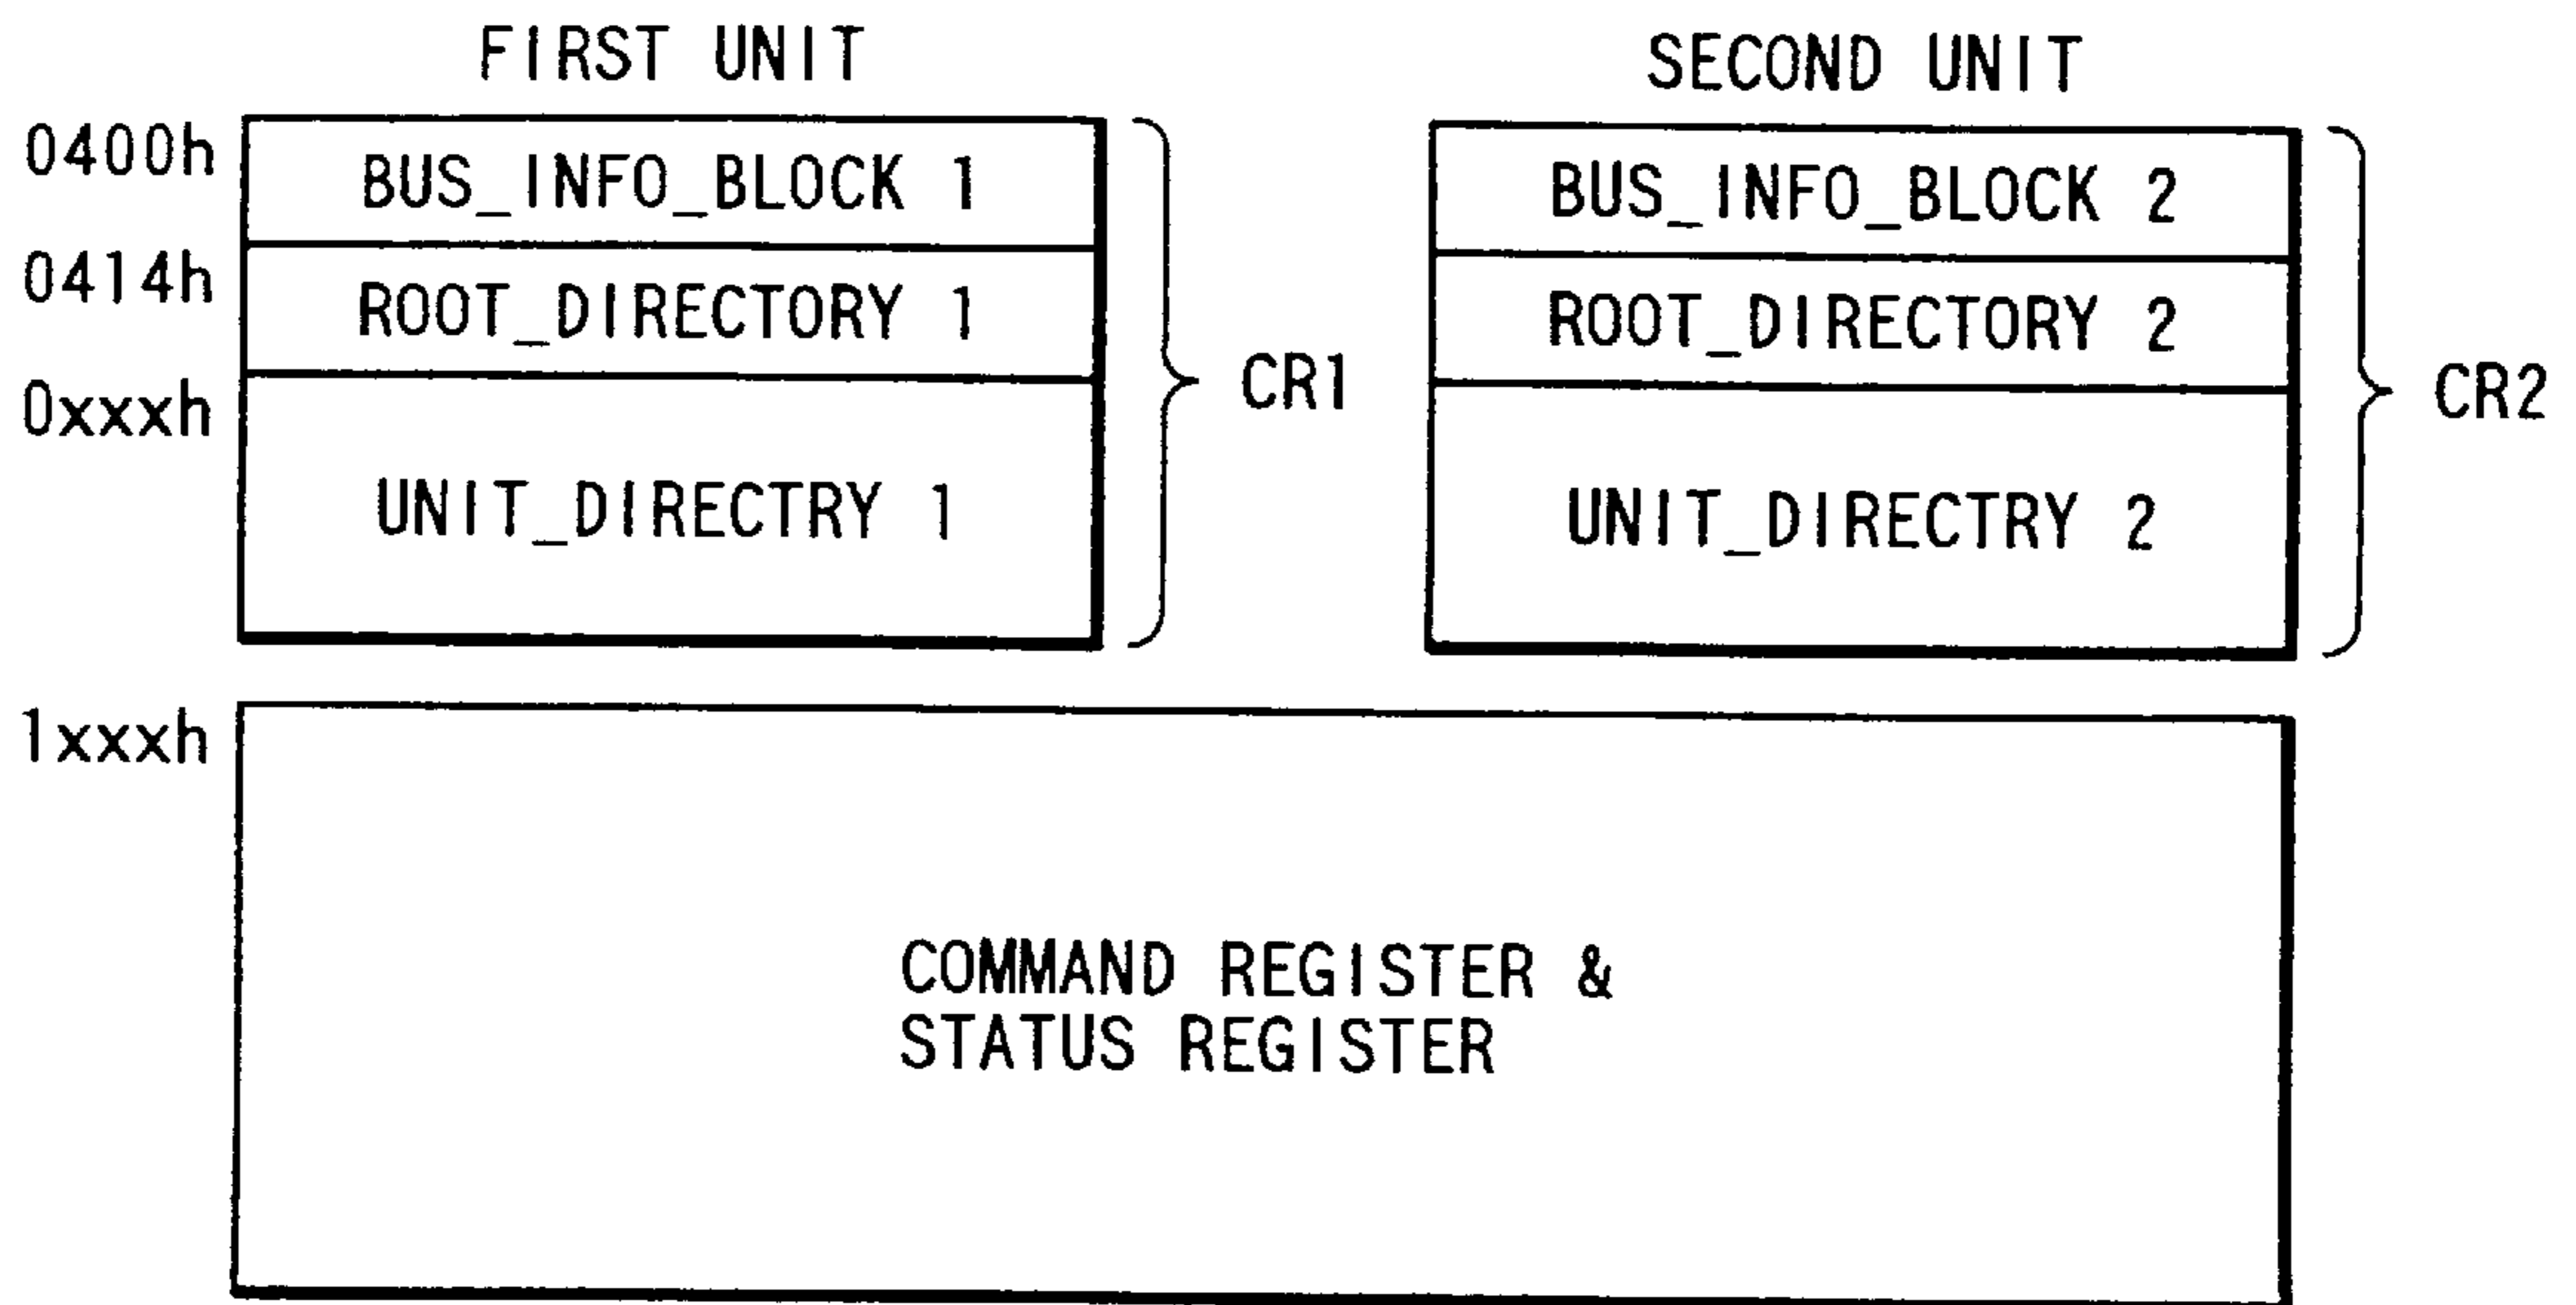 FIRST UNIT
SECOND UNIT
0400h
BUS_INFO_BLOCK 1
BUS_INFO_BLOCK 2
0414h
ROOT_DIRECTORY 1
ROOT_DIRECTORY 2
0xxxh
CR1
CR2
UNIT_DIRECTRY 1
UNIT_DIRECTRY 2
1xxxh
COMMAND REGISTER &
STATUS REGISTER